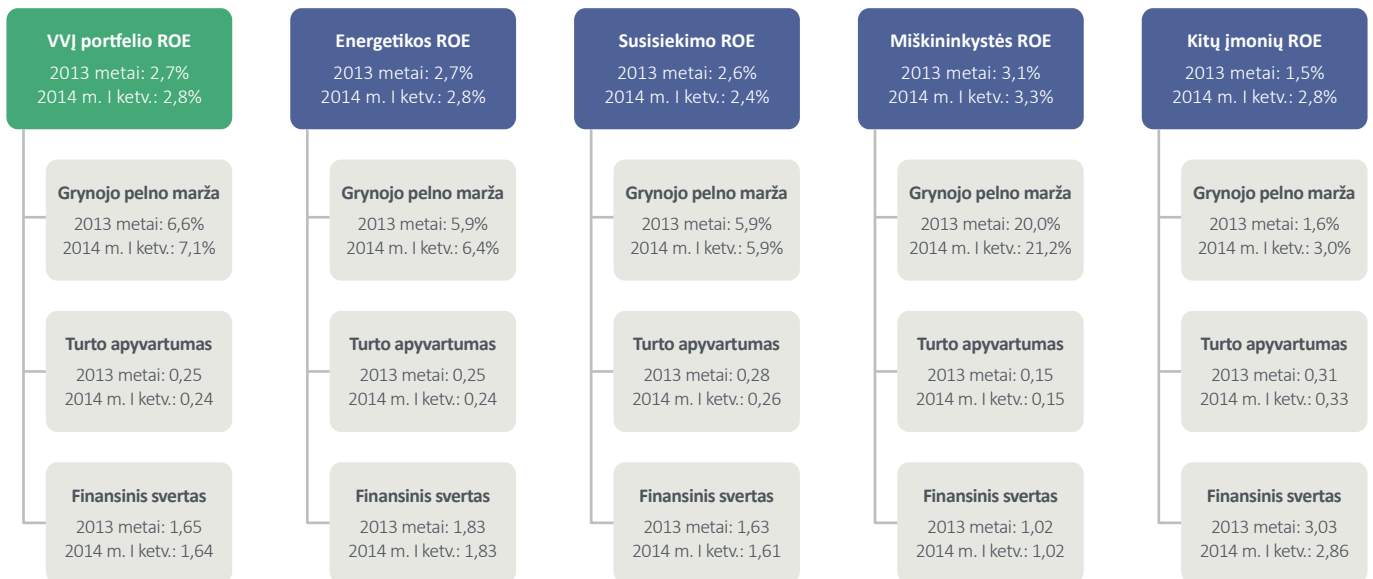 VVĮ portfelio ROE
2013 metai: 2,7%
2014 m. I ketv.: 2,8%
Grynojo pelno marža
2013 metai: 6,6%
2014 m. I ketv.: 7,1%
Turto apyvartumas
2013 metai: 0,25
2014 m. I ketv.: 0,24
Finansinis svertas
2013 metai: 1,65
2014 m. I ketv.: 1,64
Energetikos ROE
2013 metai: 2,7%
2014 m. I ketv.: 2,8%
Grynojo pelno marža
2013 metai: 5,9%
2014 m. I ketv.: 6,4%
Turto apyvartumas
2013 metai: 0,25
2014 m. I ketv.: 0,24
Finansinis svertas
2013 metai: 1,83
2014 m. I ketv.: 1,83
Susisiekimo ROE
2013 metai: 2,6%
2014 m. I ketv.: 2,4%
Grynojo pelno marža
2013 metai: 5,9%
2014 m. I ketv.: 5,9%
Turto apyvartumas
2013 metai: 0,28
2014 m. I ketv.: 0,26
Finansinis svertas
2013 metai: 1,63
2014 m. I ketv.: 1,61
Miškininkystės ROE
2013 metai: 3,1%
2014 m. I ketv.: 3,3%
Grynojo pelno marža
2013 metai: 20,0%
2014 m. I ketv.: 21,2%
Turto apyvartumas
2013 metai: 0,15
2014 m. I ketv.: 0,15
Finansinis svertas
2013 metai: 1,02
2014 m. I ketv.: 1,02
Kitų įmonių ROE
2013 metai: 1,5%
2014 m. I ketv.: 2,8%
Grynojo pelno marža
2013 metai: 1,6%
2014 m. I ketv.: 3,0%
Turto apyvartumas
2013 metai: 0,31
2014 m. I ketv.: 0,33
Finansinis svertas
2013 metai: 3,03
2014 m. I ketv.: 2,86